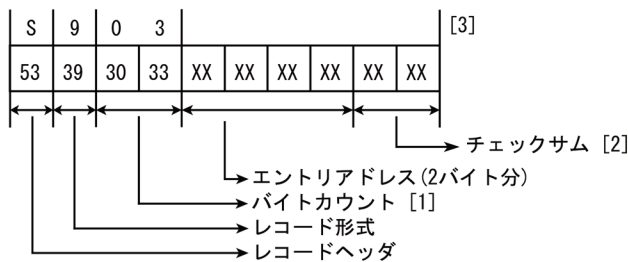 S 9 0 3 [3]
53 39 30 33 XX XX XX XX XX XX
チェックサム [2]
エントリアドレス(2バイト分)
バイトカウント [1]
レコード形式
レコードヘッダ